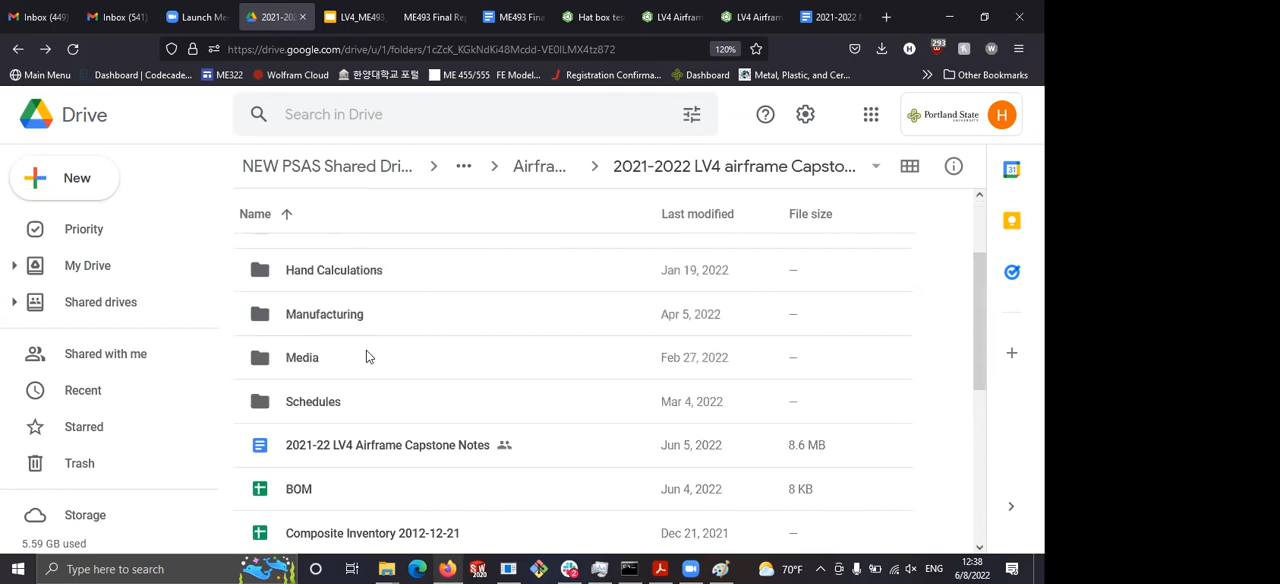 Inbox (449)
Inbox (541)
Launch Me
2021-202
LV4_ME493
ME493 Final Re
ME493 Fina
Hat box tes
LV4 Airfram
LV4 Airfram
2021-2022 M
https://drive.google.com/drive/u/1/folders/1cZcK_KGkNdKi48Mcdd-VE0ILMX4tz872
120%
293
Main Menu
Dashboard | Codecade...
ME322
Wolfram Cloud
한양대학교 포털
ME 455/555 FE Model...
Registration Confirma...
Dashboard
Metal, Plastic, and Cer...
Other Bookmarks
Drive
Search in Drive
Portland State
UNIVERSITY
H
New
NEW PSAS Shared Dri...
Airfra...
2021-2022 LV4 airframe Capsto...
Name
Last modified
File size
Priority
My Drive
Shared drives
Shared with me
Recent
Starred
Trash
Storage
5.59 GB used
Hand Calculations Jan 19, 2022 —
Manufacturing Apr 5, 2022 —
Media Feb 27, 2022 —
Schedules Mar 4, 2022 —
2021-22 LV4 Airframe Capstone Notes Jun 5, 2022 8.6 MB
BOM Jun 4, 2022 8 KB
Composite Inventory 2012-12-21 Dec 21, 2021 —
31
Type here to search
70°F
ENG
12:38
6/8/2022